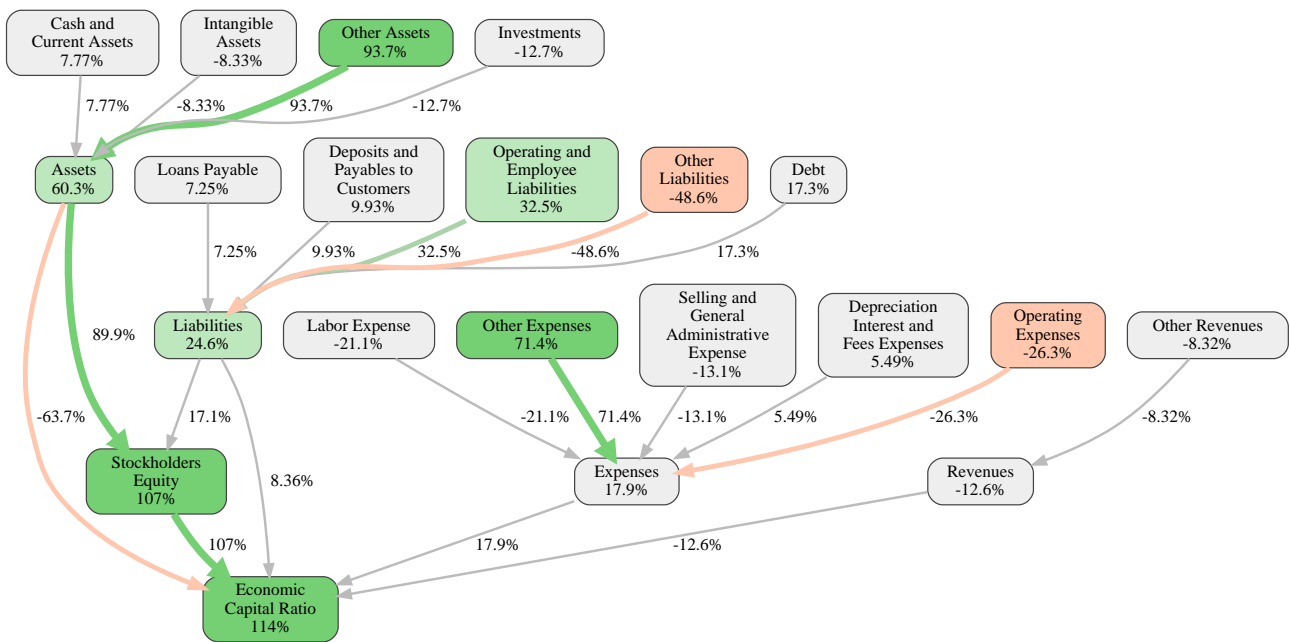 Cash and
Current Assets
7.77%
Intangible
Assets
-8.33%
Other Assets
93.7%
Investments
-12.7%
7.77%
-8.33%
93.7%
-12.7%
Assets
60.3%
Loans Payable
7.25%
Deposits and
Payables to
Customers
9.93%
Operating and
Employee
Liabilities
32.5%
Other
Liabilities
-48.6%
Debt
17.3%
7.25%
9.93%
32.5%
-48.6%
17.3%
89.9%
Liabilities
24.6%
Labor Expense
-21.1%
Other Expenses
71.4%
Selling and
General
Administrative
Expense
-13.1%
Depreciation
Interest and
Fees Expenses
5.49%
Operating
Expenses
-26.3%
Other Revenues
-8.32%
-63.7%
17.1%
-21.1%
71.4%
-13.1%
5.49%
-26.3%
-8.32%
Stockholders
Equity
107%
8.36%
Expenses
17.9%
Revenues
-12.6%
107%
17.9%
-12.6%
Economic
Capital Ratio
114%